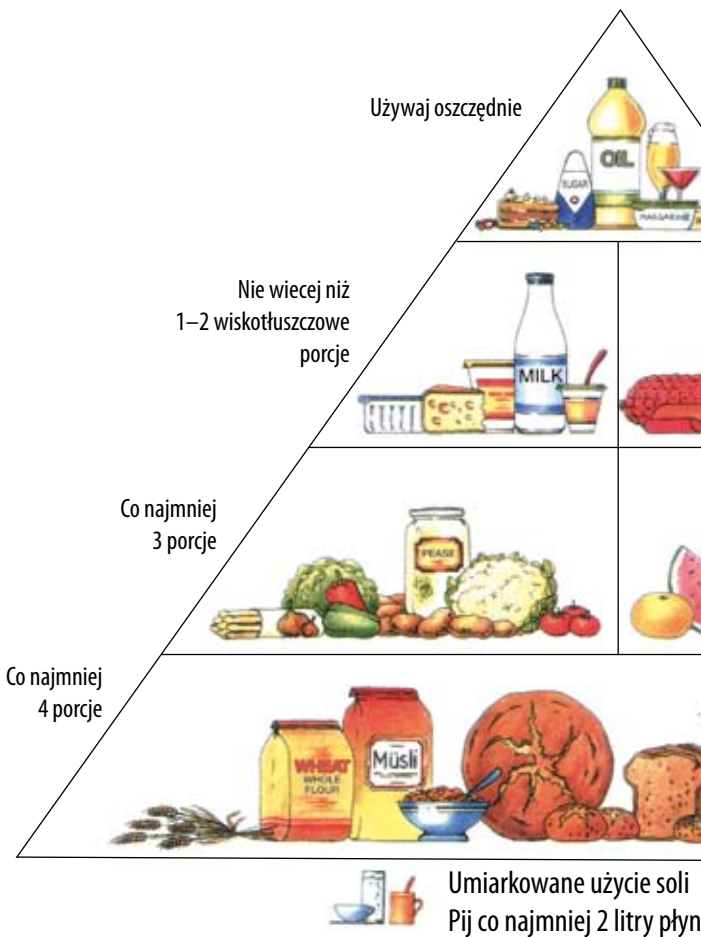 Używaj oszczędnie
OIL
SUGAR
MARGARINE
Nie wiecej niż
1–2 wiskotłuszczowe
porcje
MILK
Co najmniej
3 porcje
PEASE
Co najmniej
4 porcje
WHEAT
WHOLE
FLOUR
Müsli
Umiarkowane użycie soli
Pij co najmniej 2 litry płyn